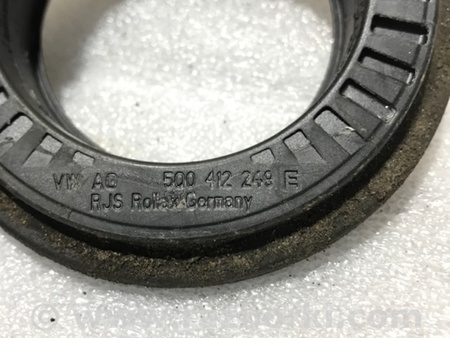 VW AG 500 412 249 E
RJS Rollax Germany